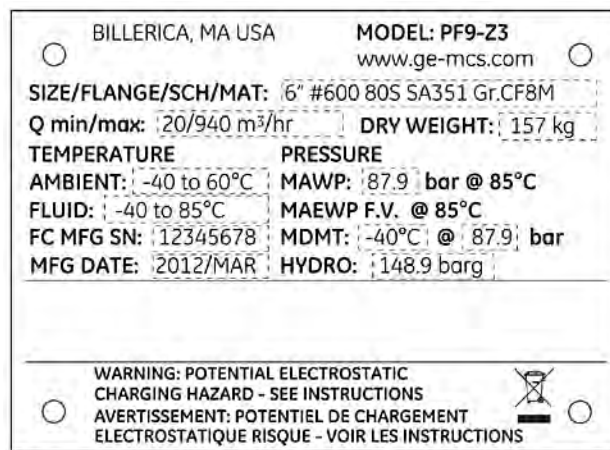 BILLERICA, MA USA MODEL: PF9-Z3
www.ge-mcs.com
SIZE/FLANGE/SCH/MAT: 6" #600 80S SA351 Gr.CF8M
Q min/max: 20/940 m³/hr DRY WEIGHT: 157 kg
TEMPERATURE PRESSURE
AMBIENT: -40 to 60°C MAWP: 87.9 bar @ 85°C
FLUID: -40 to 85°C MAEWP F.V. @ 85°C
FC MFG SN: 12345678 MDMT: -40°C @ 87.9 bar
MFG DATE: 2012/MAR HYDRO: 148.9 barg
WARNING: POTENTIAL ELECTROSTATIC
CHARGING HAZARD - SEE INSTRUCTIONS
AVERTISSEMENT: POTENTIEL DE CHARGEMENT
ELECTROSTATIQUE RISQUE - VOIR LES INSTRUCTIONS